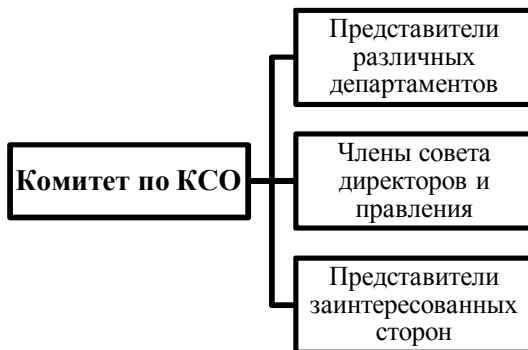 Представители
различных
департаментов
Комитет по КСО
Члены совета
директоров и
правления
Представители
заинтересованных
сторон